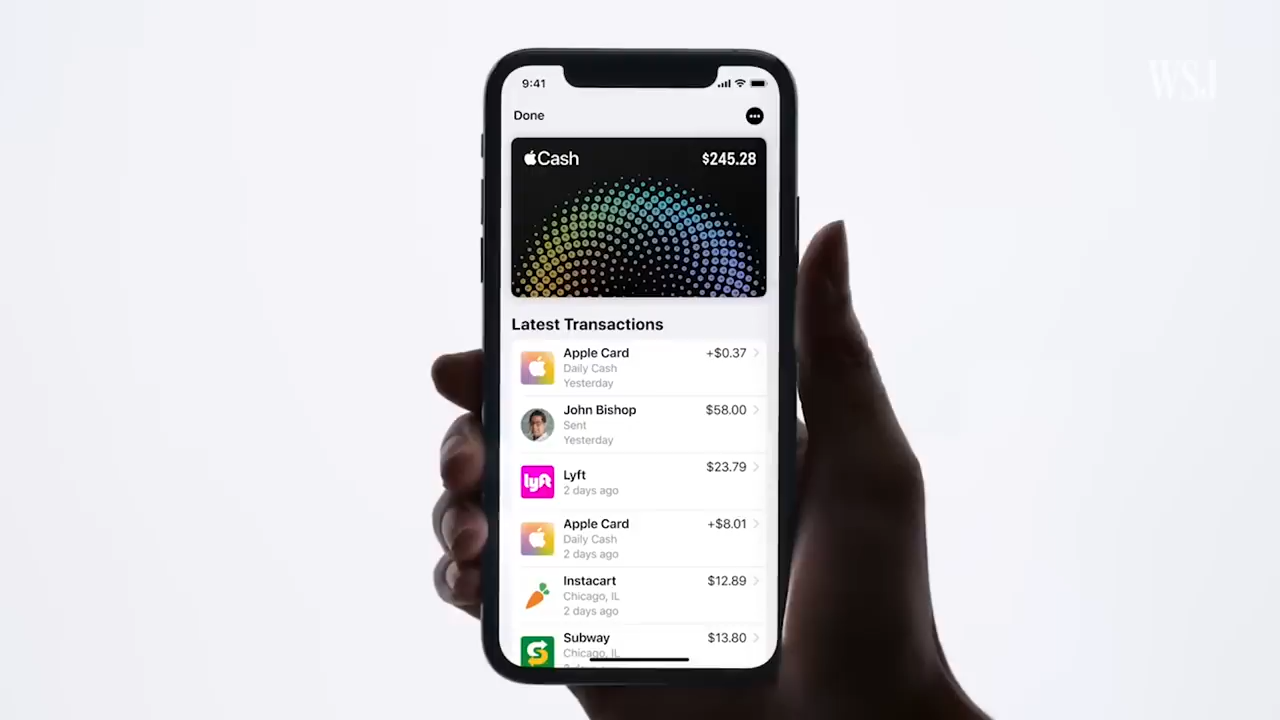 WSJ
9:41
Done
Cash $245.28
Latest Transactions
Apple Card +$0.37
Daily Cash
Yesterday
John Bishop $58.00
Sent
Yesterday
Lyft $23.79
lyft
2 days ago
Apple Card +$8.01
Daily Cash
2 days ago
Instacart $12.89
Chicago, IL
2 days ago
Subway $13.80
Chicago, IL